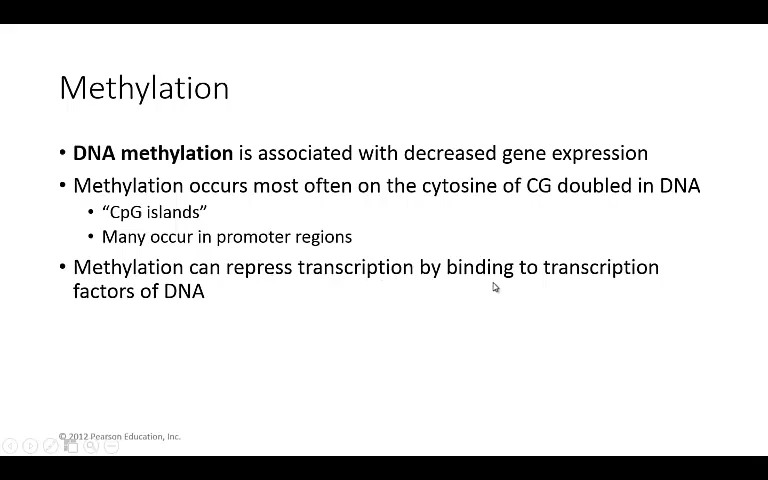 Methylation
• DNA methylation is associated with decreased gene expression
• Methylation occurs most often on the cytosine of CG doubled in DNA
• “CpG islands”
• Many occur in promoter regions
• Methylation can repress transcription by binding to transcription
factors of DNA
© 2012 Pearson Education, Inc.